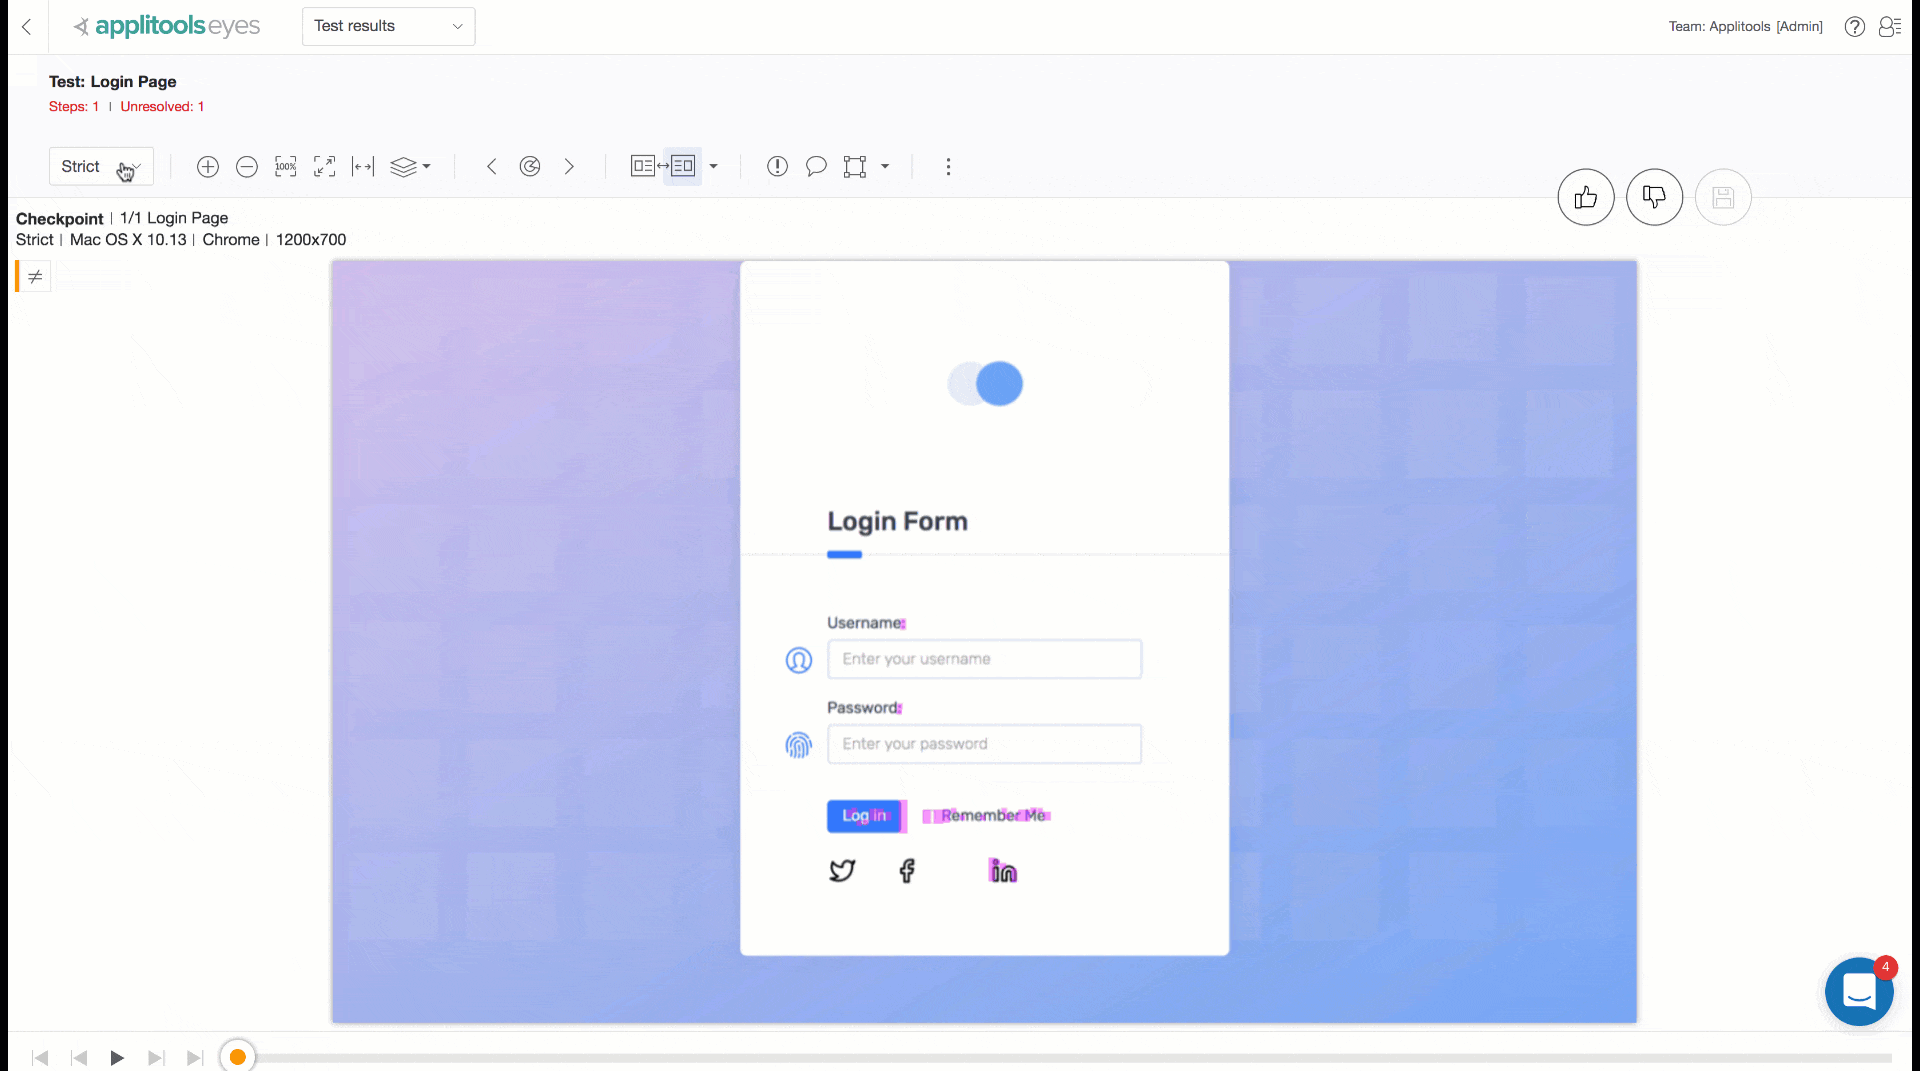 applitools eyes
Test results
Team: Applitools [Admin]
Test: Login Page
Steps: 1 | Unresolved: 1
Strict
100%
Checkpoint | 1/1 Login Page
Strict | Mac OS X 10.13 | Chrome | 1200x700
≠
Login Form
Username:
Enter your username
Password:
Enter your password
Log in
Remember Me
4